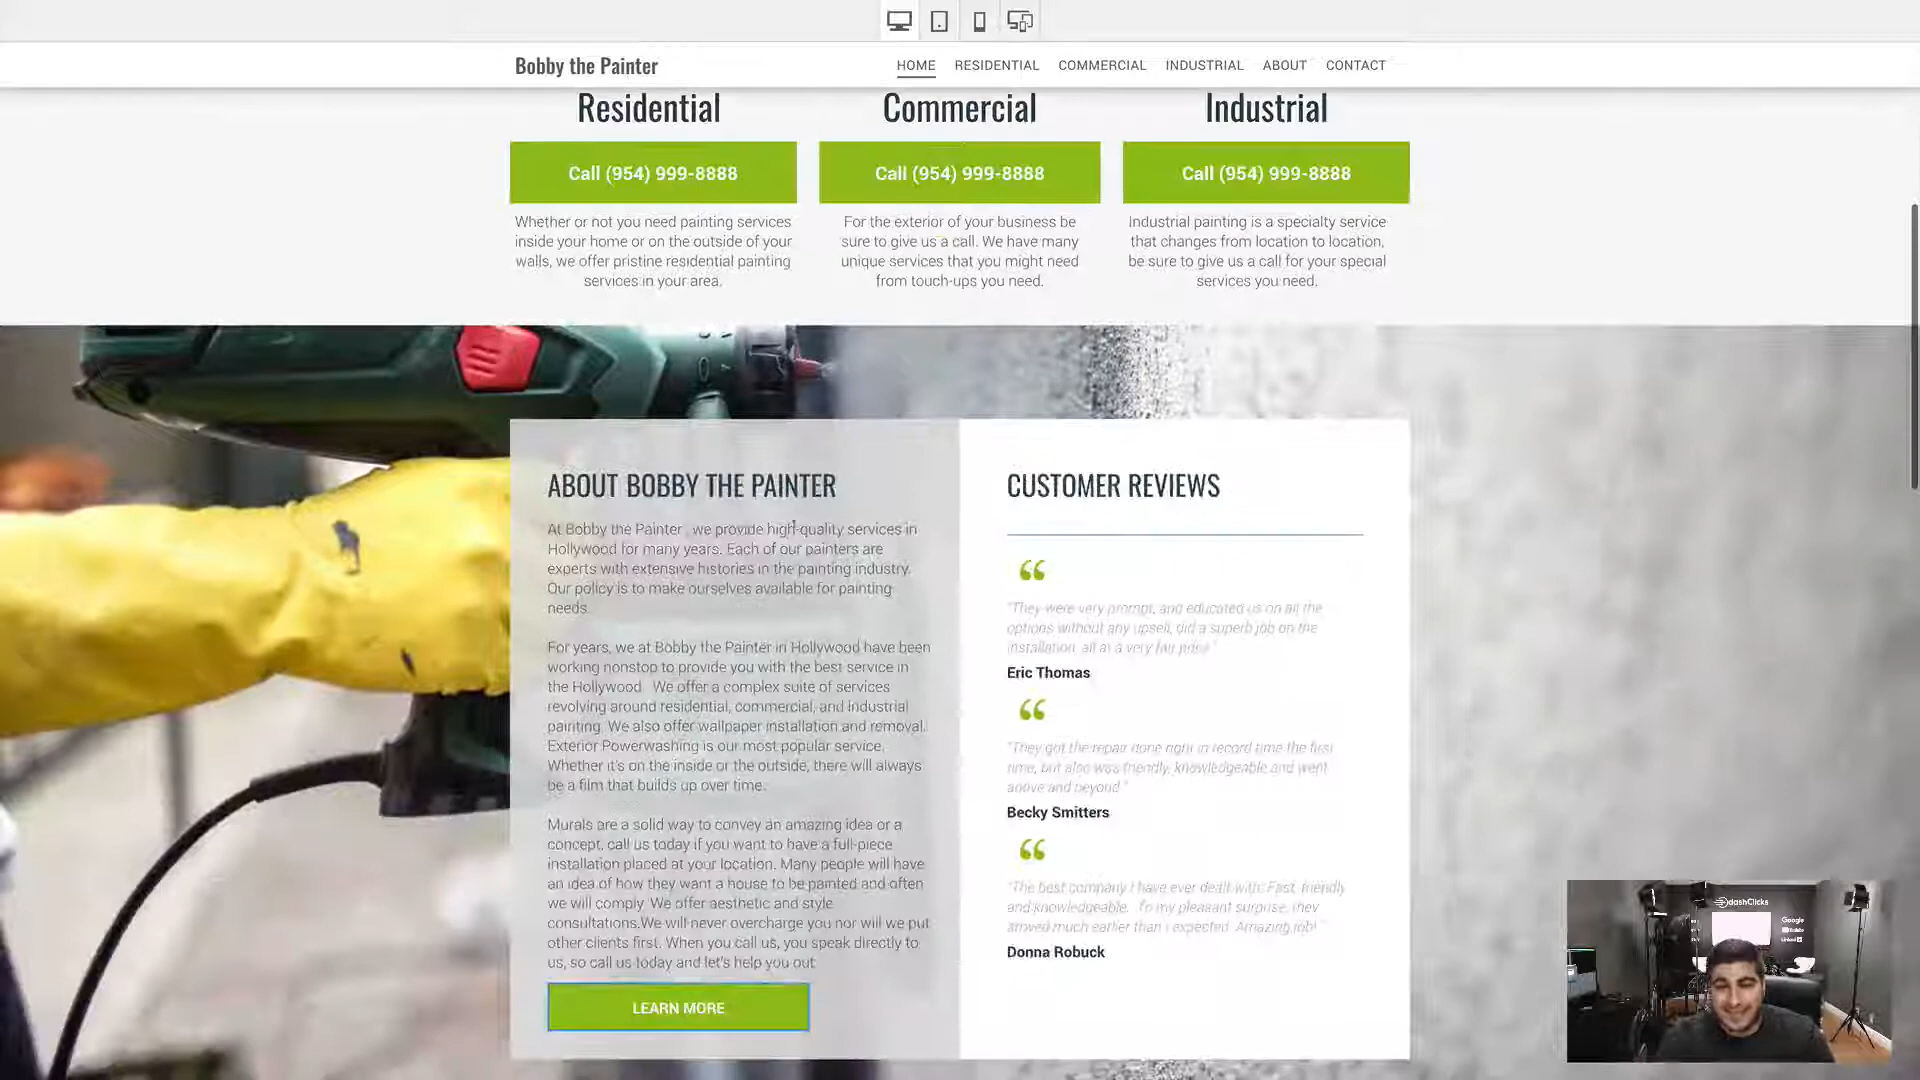 Bobby the Painter
HOME RESIDENTIAL COMMERCIAL INDUSTRIAL ABOUT CONTACT
Residential
Call (954) 999-8888
Whether or not you need painting services
inside your home or on the outside of your
walls, we offer pristine residential painting
services in your area.
Commercial
Call (954) 999-8888
For the exterior of your business be
sure to give us a call. We have many
unique services that you might need
from touch-ups you need.
Industrial
Call (954) 999-8888
Industrial painting is a specialty service
that changes from location to location,
be sure to give us a call for your special
services you need.
ABOUT BOBBY THE PAINTER
At Bobby the Painter , we provide high-quality services in
Hollywood for many years. Each of our painters are
experts with extensive histories in the painting industry.
Our policy is to make ourselves available for painting
needs.
For years, we at Bobby the Painter in Hollywood have been
working nonstop to provide you with the best service in
the Hollywood. We offer a complex suite of services
revolving around residential, commercial, and industrial
painting. We also offer wallpaper installation and removal.
Exterior Powerwashing is our most popular service.
Whether it's on the inside or the outside, there will always
be a film that builds up over time.
Murals are a solid way to convey an amazing idea or a
concept, call us today if you want to have a full-piece
installation placed at your location. Many people will have
an idea of how they want a house to be painted and often
we will comply. We offer aesthetic and style
consultations.We will never overcharge you nor will we put
other clients first. When you call us, you speak directly to
us, so call us today and let's help you out.
LEARN MORE
CUSTOMER REVIEWS
"They were very prompt, and educated us on all the
options without any upsell, did a superb job on the
installation, all at a very fair price."
Eric Thomas
"They got the repair done right in record time the first
time, but also was friendly, knowledgeable and went
above and beyond."
Becky Smitters
"The best company I have ever dealt with. Fast, friendly
and knowledgeable. To my pleasant surprise, they
arrived much earlier than I expected. Amazing job!"
Donna Robuck
dashClicks
Google
YouTube
LinkedIn